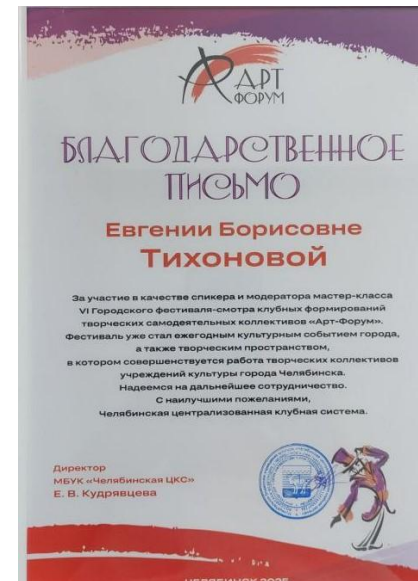 АРТ
ФОРУМ
БЛАГОДАРСТВЕННОЕ
ПИСЬМО
Евгении Борисовне
Тихоновой
За участие в качестве спикера и модератора мастер-класса
VI Городского фестиваля-смотра клубных формирований
творческих самодеятельных коллективов «Арт-Форум».
Фестиваль уже стал ежегодным культурным событием города,
а также творческим пространством,
в котором совершенствуется работа творческих коллективов
учреждений культуры города Челябинска.
Надеемся на дальнейшее сотрудничество.
С наилучшими пожеланиями,
Челябинская централизованная клубная система.
Директор
МБУК «Челябинская ЦКС»
Е. В. Кудрявцева
ЧЕЛЯБИНСК 2025